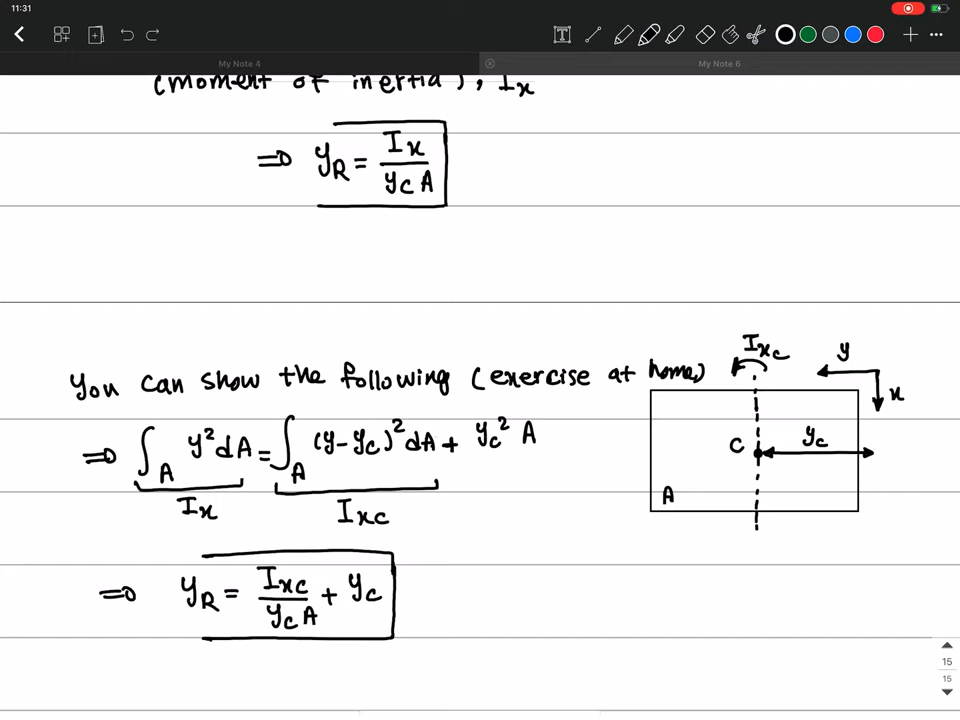 11:31
My Note 4
My Note 6
(moment of inertia), Ix
⇒ yR = Ix / yc A
You can show the following (exercise at home)
⇒ ∫A y² dA = ∫A (y - yc)² dA + yc² A
Ix
Ixc
⇒ yR = Ixc / yc A + yc
Ixc
y
x
C
yc
A
15
15